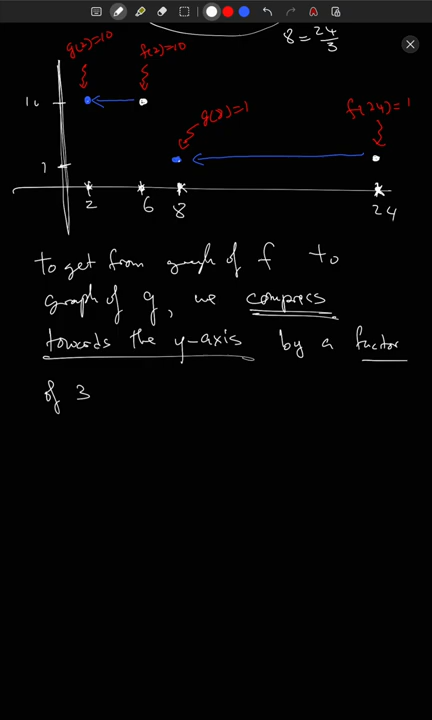 8 = 24/3
g(2)=10
f(2)=10
10
g(8)=1
f(24)=1
1
2
6
8
24
To get from graph of f to
graph of g, we compress
towards the y-axis by a factor
of 3